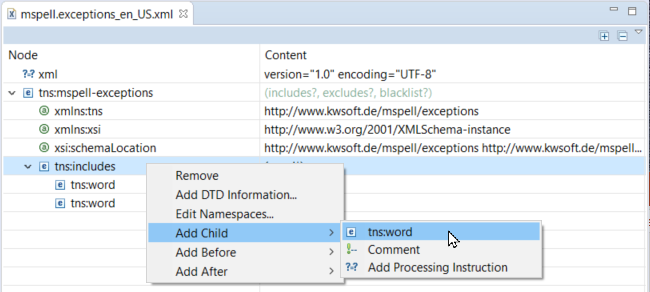 mspell.exceptions_en_US.xml
Node Content
xml version="1.0" encoding="UTF-8"
tns:mspell-exceptions (includes?, excludes?, blacklist?)
xmlns:tns http://www.kwsoft.de/mspell/exceptions
xmlns:xsi http://www.w3.org/2001/XMLSchema-instance
xsi:schemaLocation http://www.kwsoft.de/mspell/exceptions http://www.kwsoft.de/mspell...
tns:includes
tns:word
tns:word
Remove
Add DTD Information...
Edit Namespaces...
Add Child
Add Before
Add After
tns:word
Comment
Add Processing Instruction